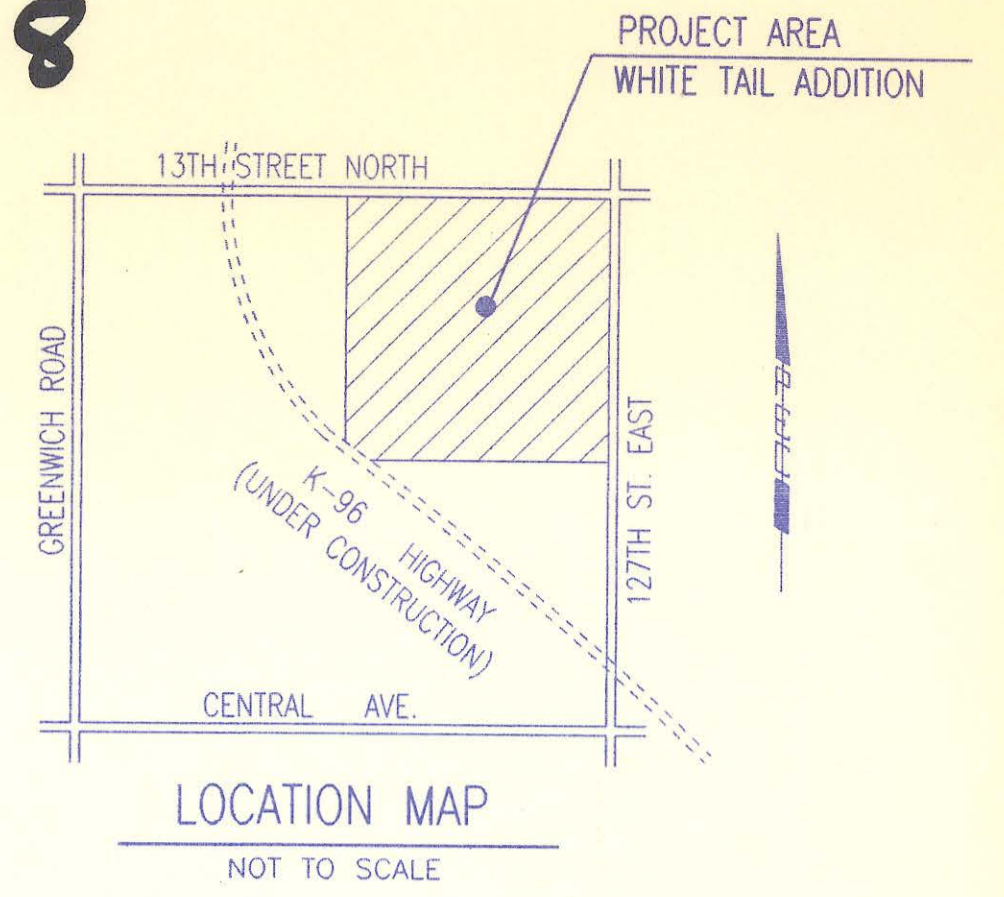 8
PROJECT AREA
WHITE TAIL ADDITION
13TH STREET NORTH
GREENWICH ROAD
127TH ST. EAST
K-96 HIGHWAY
(UNDER CONSTRUCTION)
CENTRAL AVE.
LOCATION MAP
NOT TO SCALE